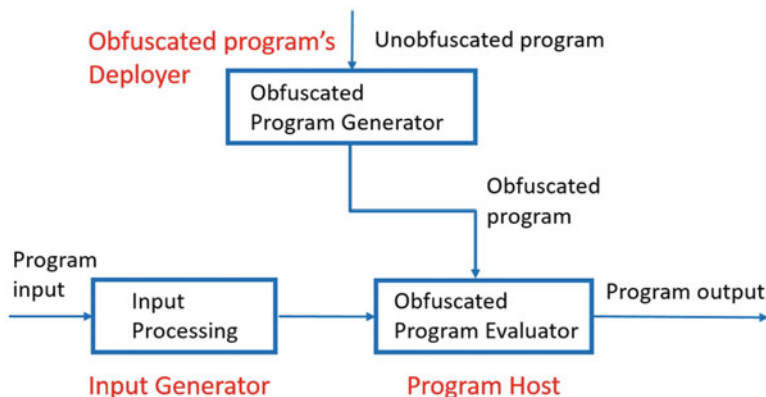 Obfuscated program's
Deployer
Unobfuscated program
Obfuscated
Program Generator
Obfuscated
program
Program
input
Input
Processing
Obfuscated
Program Evaluator
Program output
Input Generator
Program Host